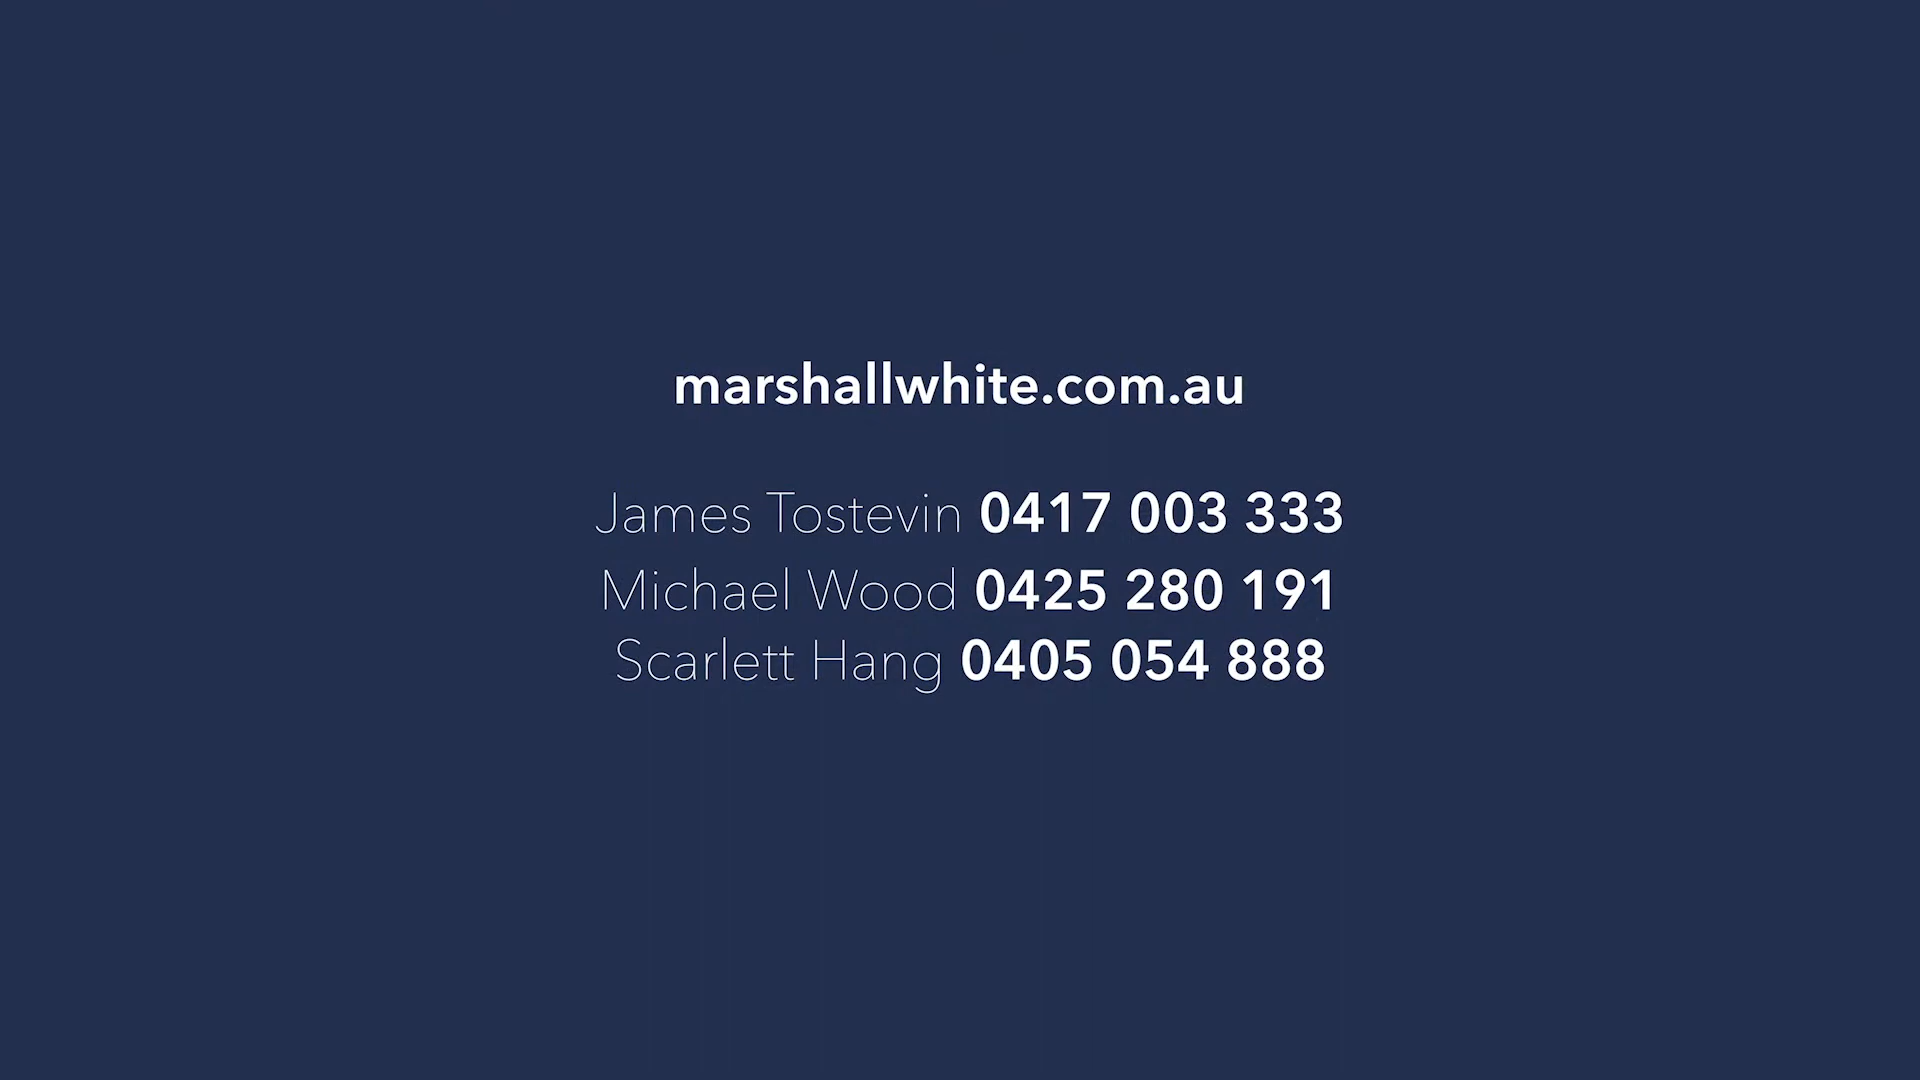 marshallwhite.com.au
James Tostevin 0417 003 333
Michael Wood 0425 280 191
Scarlett Hang 0405 054 888